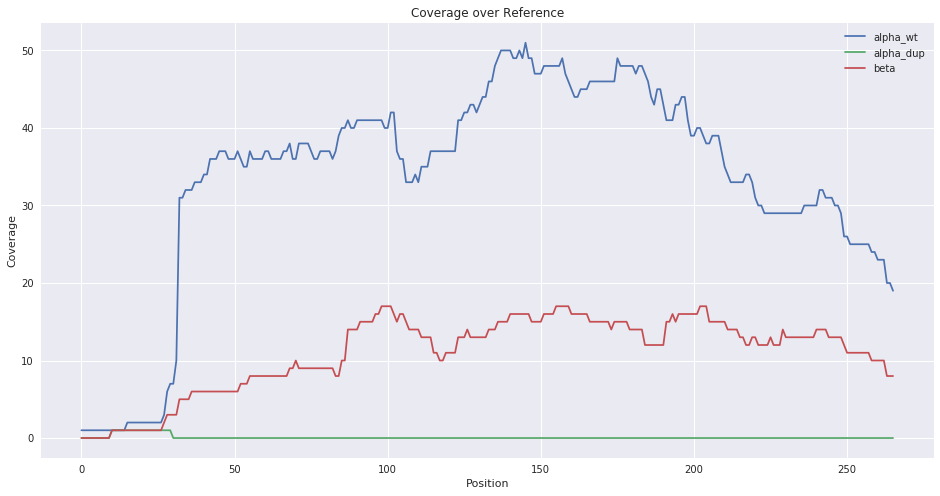 Coverage over Reference
alpha_wt
alpha_dup
beta
50
40
30
20
10
0
Coverage
0 50 100 150 200 250
Position